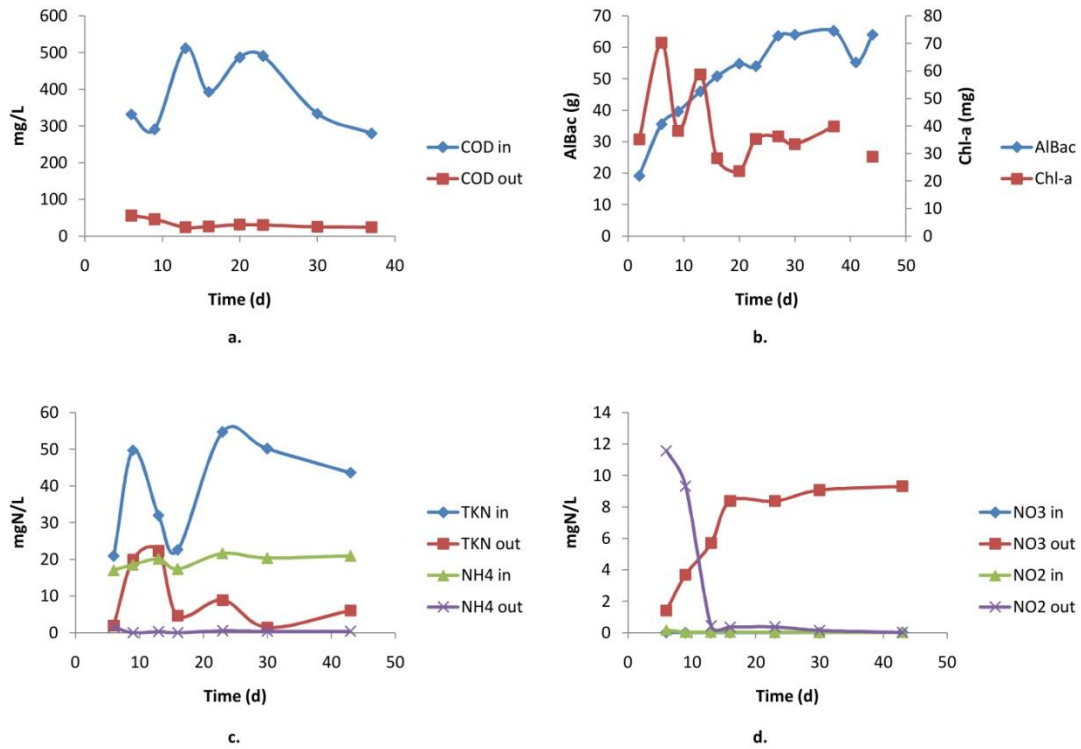 600
500
400
300
200
100
0
mg/L
0 10 20 30 40
Time (d)
COD in
COD out
a.
70
60
50
40
30
20
10
0
AlBac (g)
80
70
60
50
40
30
20
10
0
Chl-a (mg)
0 10 20 30 40 50
Time (d)
AlBac
Chl-a
b.
60
50
40
30
20
10
0
mgN/L
0 10 20 30 40 50
Time (d)
TKN in
TKN out
NH4 in
NH4 out
c.
14
12
10
8
6
4
2
0
mgN/L
0 10 20 30 40 50
Time (d)
NO3 in
NO3 out
NO2 in
NO2 out
d.